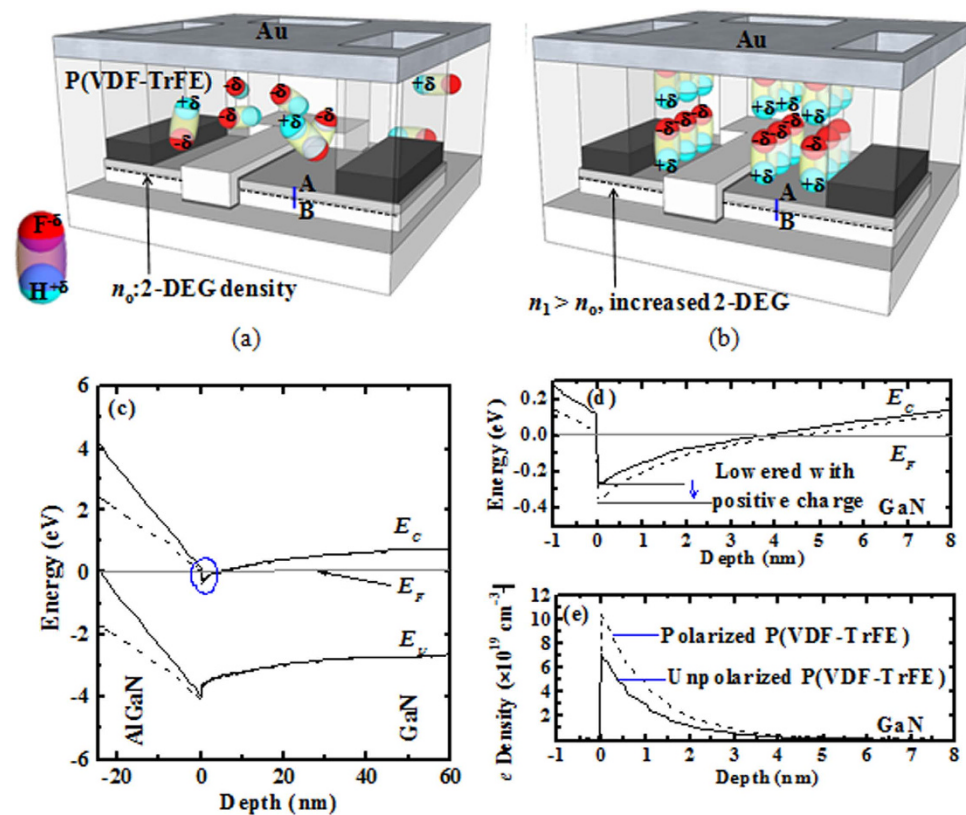 Au
P(VDF-TrFE)
-δ
+δ
-δ
-δ
+δ
-δ
+δ
-δ
A
B
F-δ
H+δ
no:2-DEG density
(a)
Au
+δ
+δ
+δ
-δ
-δ
-δ
-δ
-δ
+δ
+δ
+δ
+δ
A
B
n1 > no, increased 2-DEG
(b)
(c)
6
4
2
0
-2
-4
-6
Energy (eV)
EC
EF
EV
AlGaN
GaN
-20
0
20
40
60
Depth (nm)
(d)
0.2
0.0
-0.2
-0.4
Energy (eV)
EC
EF
Lowered with
positive charge
GaN
-1 0 1 2 3 4 5 6 7 8
Depth (nm)
(e)
12
10
8
6
4
2
e Density (×10^19 cm^-3]
Polarized P(VDF-TrFE)
Unpolarized P(VDF-TrFE)
GaN
-1 0 1 2 3 4 5 6 7 8
Depth (nm)